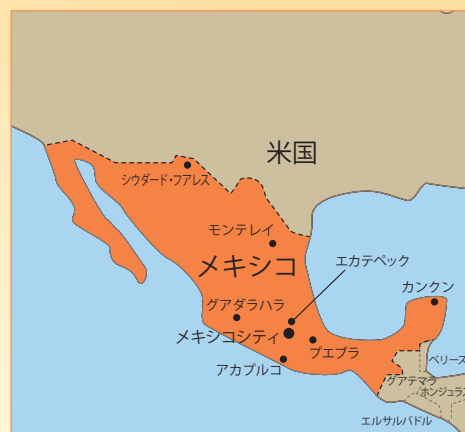 米国
シウダード・フアレス
モンテレイ
メキシコ
エカテペック
カンクン
グアダラハラ
メキシコシティ
プエブラ
アカプルコ
ベリーズ
グアテマラ
ホンジュラス
エルサルバドル